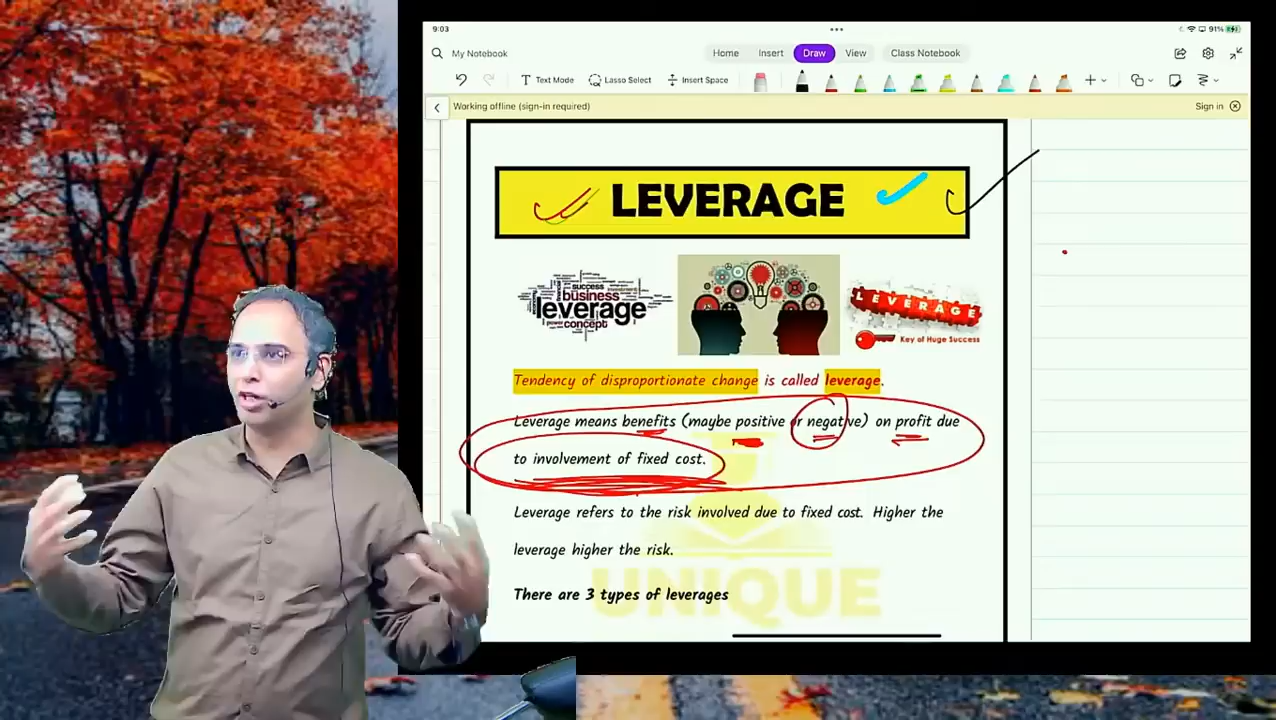 9:03
91%
My Notebook
Home Insert Draw View Class Notebook
Text Mode Lasso Select Insert Space
Working offline (sign-in required) Sign in
LEVERAGE
success
business
leverage
power concept
LEVERAGE
Key of Huge Success
Tendency of disproportionate change is called leverage.
Leverage means benefits (maybe positive or negative) on profit due
to involvement of fixed cost.
Leverage refers to the risk involved due to fixed cost. Higher the
leverage higher the risk.
There are 3 types of leverages
UNIQUE